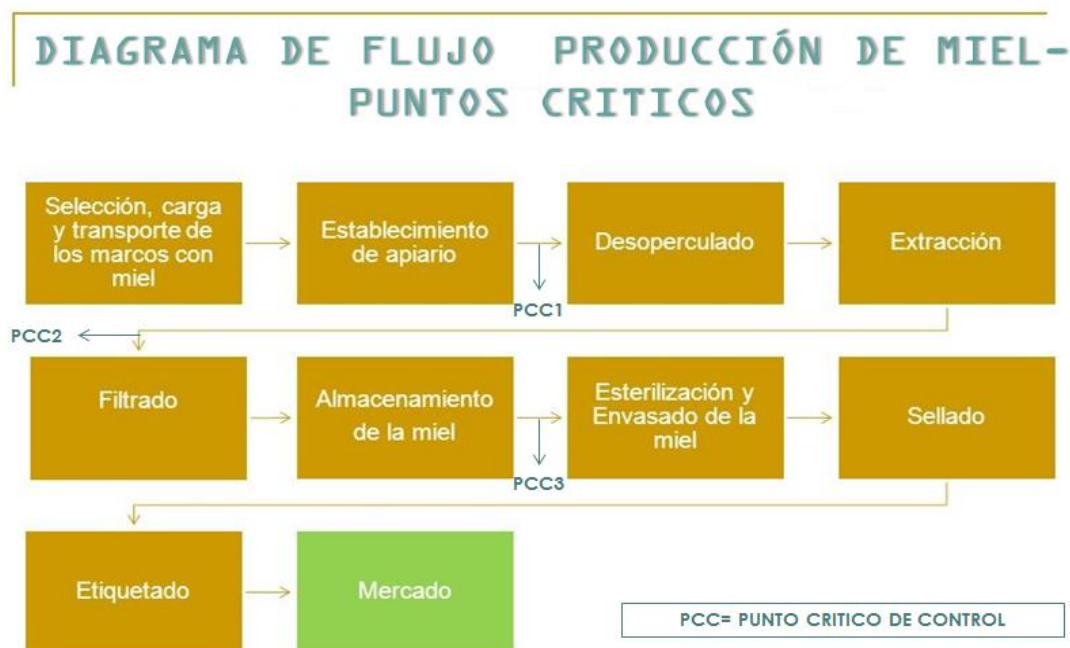 DIAGRAMA DE FLUJO PRODUCCIÓN DE MIEL-
PUNTOS CRITICOS
Selección, carga
y transporte de
los marcos con
miel
Establecimiento
de apiario
Desoperculado
Extracción
PCC1
PCC2
Filtrado
Almacenamiento
de la miel
Esterilización y
Envasado de la
miel
Sellado
PCC3
Etiquetado
Mercado
PCC= PUNTO CRITICO DE CONTROL